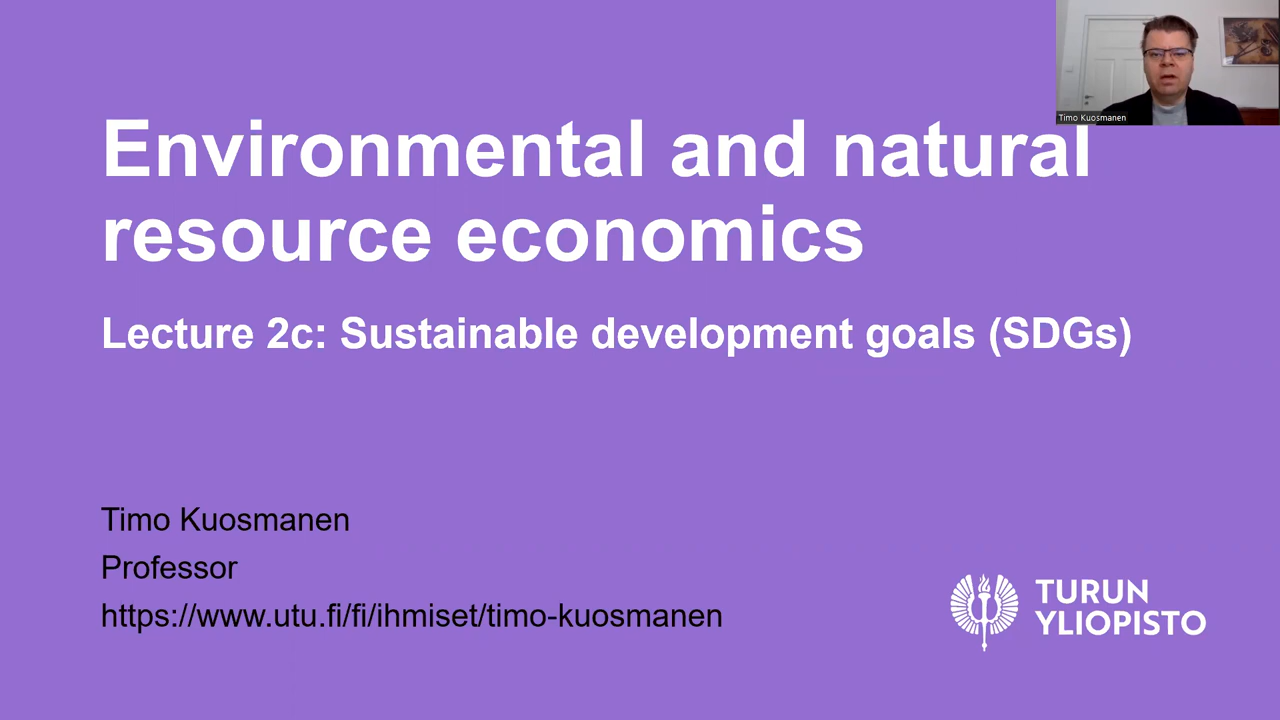 Timo Kuosmanen
Environmental and natural
resource economics
Lecture 2c: Sustainable development goals (SDGs)
Timo Kuosmanen
Professor
https://www.utu.fi/fi/ihmiset/timo-kuosmanen
TURUN
YLIOPISTO